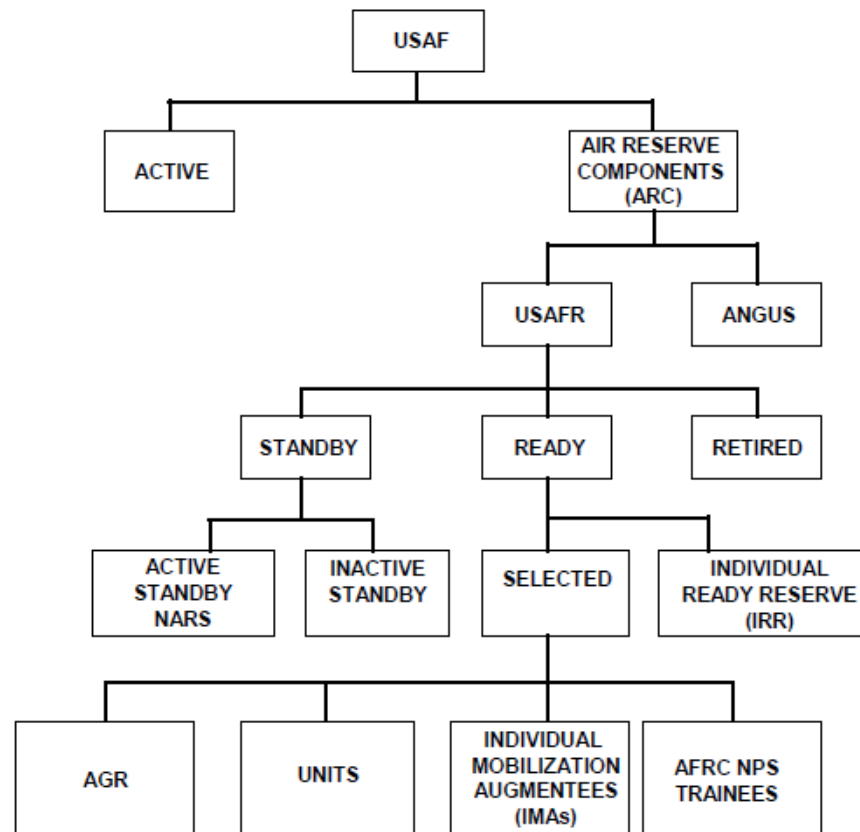 USAF
ACTIVE
AIR RESERVE
COMPONENTS
(ARC)
USAFR
ANGUS
STANDBY
READY
RETIRED
ACTIVE
STANDBY
NARS
INACTIVE
STANDBY
SELECTED
INDIVIDUAL
READY RESERVE
(IRR)
AGR
UNITS
INDIVIDUAL
MOBILIZATION
AUGMENTEES
(IMAs)
AFRC NPS
TRAINEES